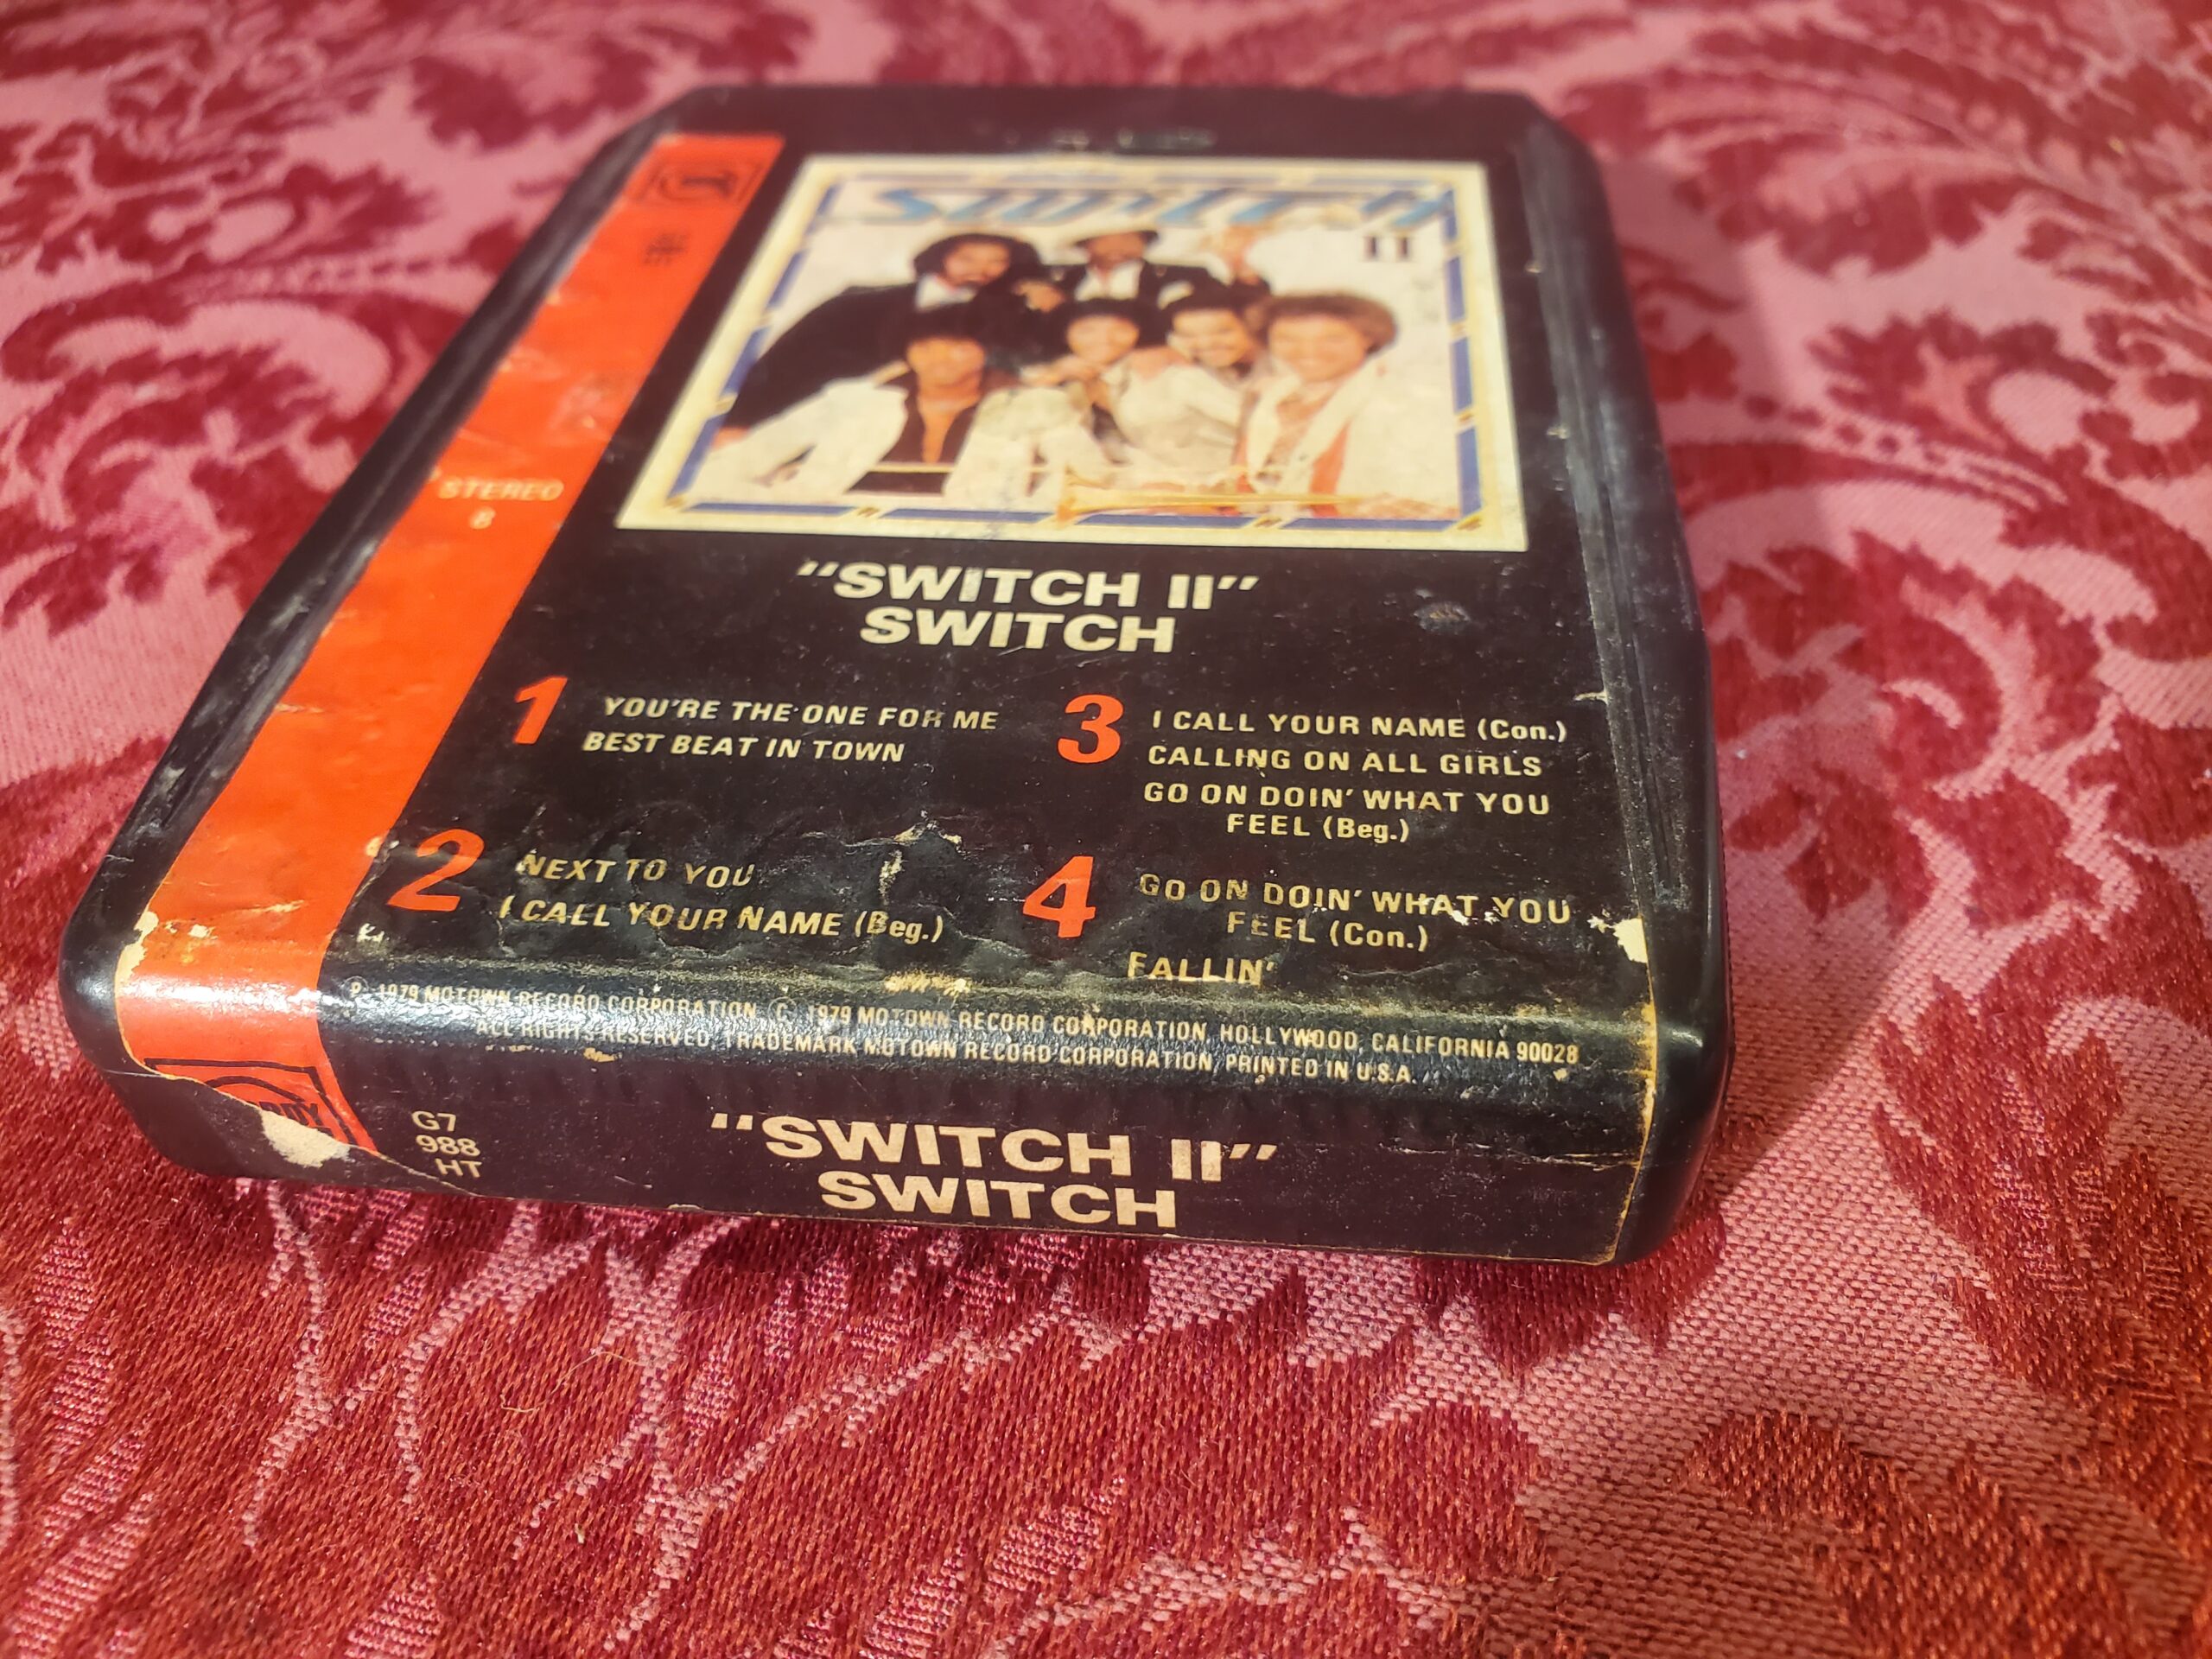 SWITCH
II
STEREO
8
"SWITCH II"
SWITCH
1
YOU'RE THE ONE FOR ME
BEST BEAT IN TOWN
2
NEXT TO YOU
I CALL YOUR NAME (Beg.)
3
I CALL YOUR NAME (Con.)
CALLING ON ALL GIRLS
GO ON DOIN' WHAT YOU
FEEL (Beg.)
4
GO ON DOIN' WHAT YOU
FEEL (Con.)
FALLIN'
℗ 1979 MOTOWN RECORD CORPORATION © 1979 MOTOWN RECORD CORPORATION, HOLLYWOOD, CALIFORNIA 90028
ALL RIGHTS RESERVED, TRADEMARK MOTOWN RECORD CORPORATION, PRINTED IN U.S.A.
G7
988
HT
"SWITCH II"
SWITCH